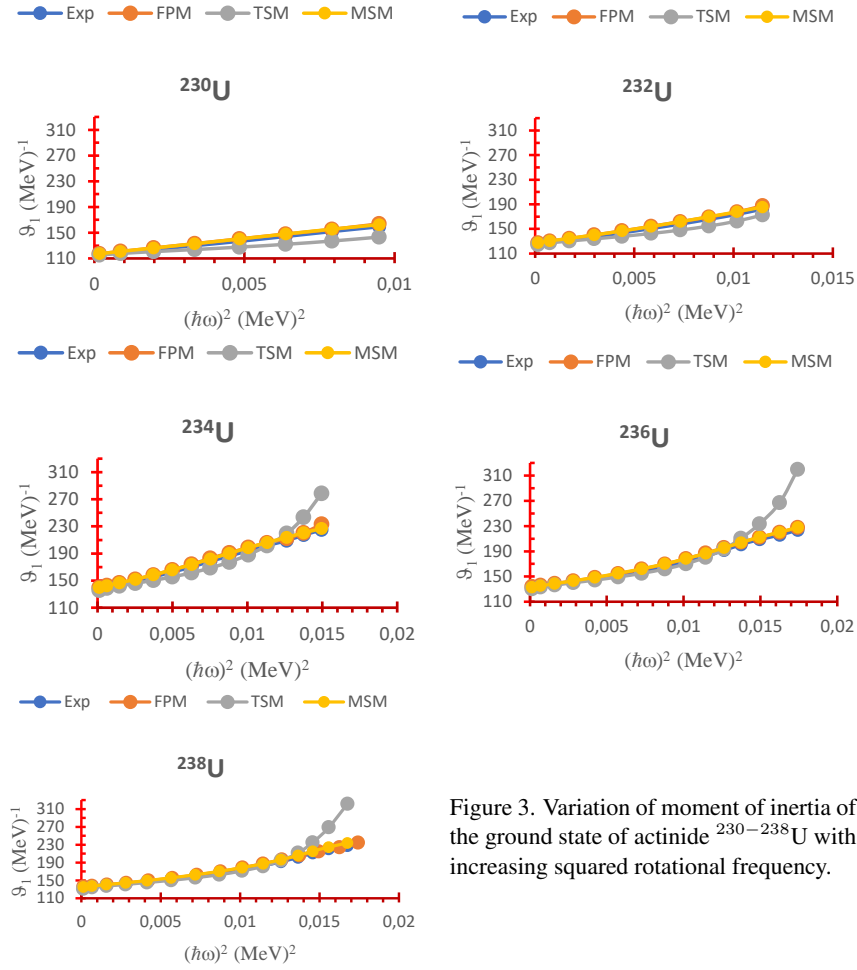 Exp FPM TSM MSM
²³⁰U
ϑ₁ (MeV)⁻¹
310
270
230
190
150
110
0 0,005 0,01
(ℏω)² (MeV)²
Exp FPM TSM MSM
²³²U
ϑ₁ (MeV)⁻¹
310
270
230
190
150
110
0 0,005 0,01 0,015
(ℏω)² (MeV)²
Exp FPM TSM MSM
²³⁴U
ϑ₁ (MeV)⁻¹
310
270
230
190
150
110
0 0,005 0,01 0,015 0,02
(ℏω)² (MeV)²
Exp FPM TSM MSM
²³⁶U
ϑ₁ (MeV)⁻¹
310
270
230
190
150
110
0 0,005 0,01 0,015 0,02
(ℏω)² (MeV)²
Exp FPM TSM MSM
²³⁸U
ϑ₁ (MeV)⁻¹
310
270
230
190
150
110
0 0,005 0,01 0,015 0,02
(ℏω)² (MeV)²
Figure 3. Variation of moment of inertia of
the ground state of actinide ²³⁰⁻²³⁸U with
increasing squared rotational frequency.